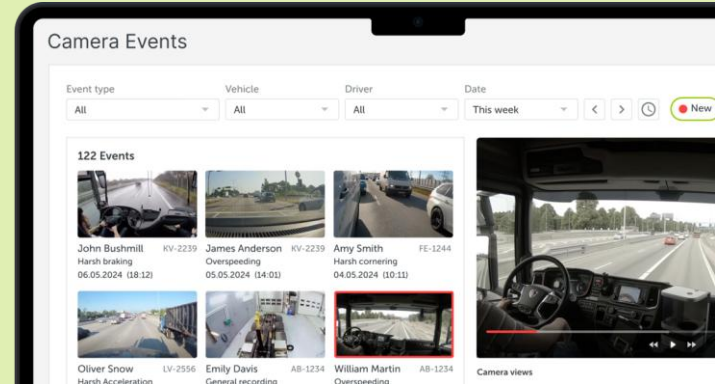 Camera Events
Event type Vehicle Driver Date
All All All This week New
122 Events
John Bushmill KV-2239 James Anderson KV-2239 Amy Smith FE-1244
Harsh braking Overspeeding Harsh cornering
06.05.2024 (18:12) 05.05.2024 (14:01) 04.05.2024 (10:11)
Oliver Snow LV-2556 Emily Davis AB-1234 William Martin AB-1234
Harsh Acceleration General recording Overspeeding
Camera views